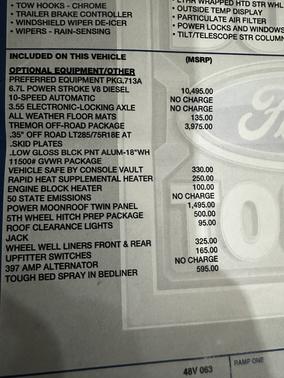 • TOW HOOKS - CHROME
• TRAILER BRAKE CONTROLLER
• WINDSHIELD WIPER DE-ICER
• WIPERS - RAIN-SENSING
WRAPPED HTD STR WHL
• OUTSIDE TEMP DISPLAY
• PARTICULATE AIR FILTER
• POWER LOCKS AND WINDOWS
• TILT/TELESCOPE STR COLUMN
INCLUDED ON THIS VEHICLE (MSRP)
OPTIONAL EQUIPMENT/OTHER
PREFERRED EQUIPMENT PKG.713A
6.7L POWER STROKE V8 DIESEL 10,495.00
10-SPEED AUTOMATIC NO CHARGE
3.55 ELECTRONIC-LOCKING AXLE NO CHARGE
ALL WEATHER FLOOR MATS 135.00
TREMOR OFF-ROAD PACKAGE 3,975.00
.35" OFF ROAD LT285/75R18E AT
.SKID PLATES
.LOW GLOSS BLCK PNT ALUM-18"WH
11500# GVWR PACKAGE
VEHICLE SAFE BY CONSOLE VAULT 330.00
RAPID HEAT SUPPLEMENTAL HEATER 250.00
ENGINE BLOCK HEATER 100.00
50 STATE EMISSIONS NO CHARGE
POWER MOONROOF TWIN PANEL 1,495.00
5TH WHEEL HITCH PREP PACKAGE 500.00
ROOF CLEARANCE LIGHTS 95.00
JACK
WHEEL WELL LINERS FRONT & REAR 325.00
UPFITTER SWITCHES 165.00
397 AMP ALTERNATOR NO CHARGE
TOUGH BED SPRAY IN BEDLINER 595.00
48V 063
RAMP ONE